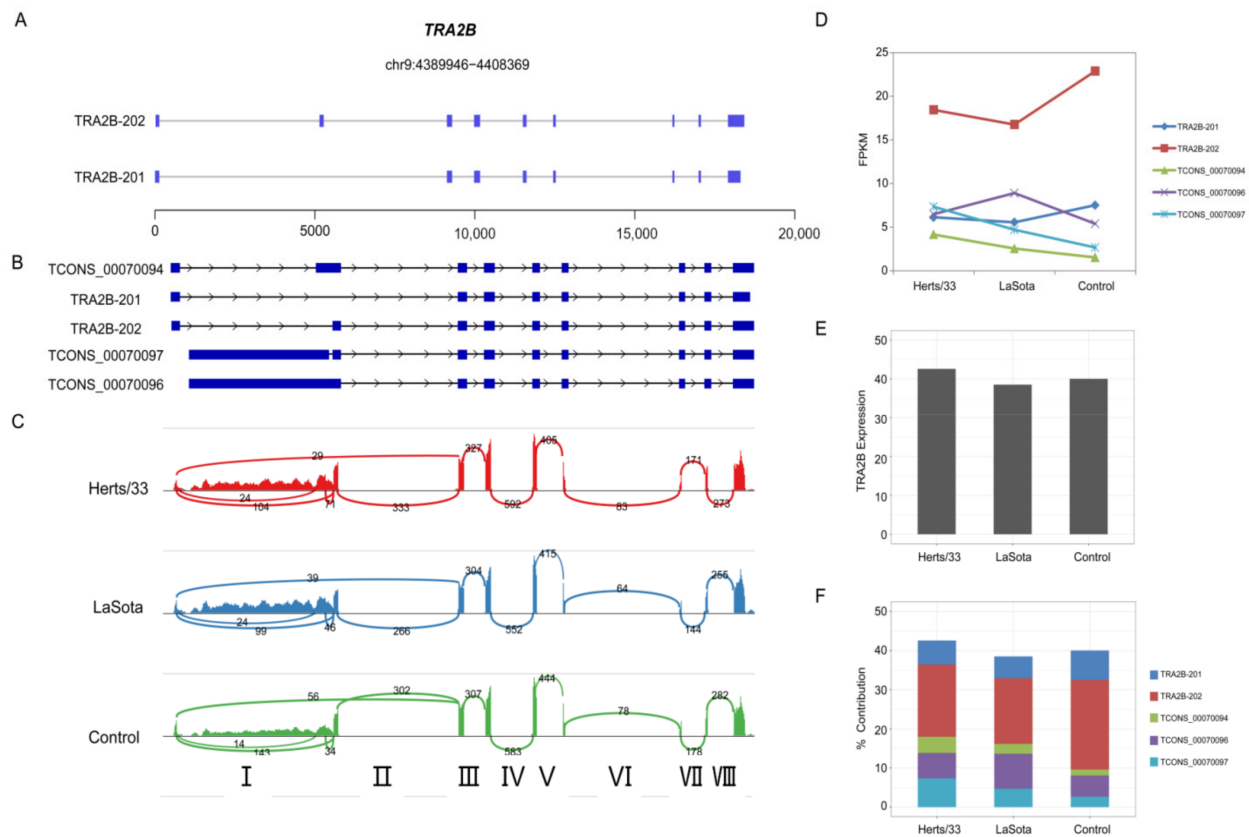 A
TRA2B
chr9:4389946−4408369
TRA2B-202
TRA2B-201
0 5000 10,000 15,000 20,000
B
TCONS_00070094
TRA2B-201
TRA2B-202
TCONS_00070097
TCONS_00070096
C
Herts/33
29
327
405
171
24
104
71
333
592
83
273
LaSota
39
304
415
64
255
24
99
46
266
552
144
Control
56
302
307
444
78
282
14
143
34
583
178
I II III IV V VI VII VIII
D
25
20
15
10
5
0
FPKM
Herts/33 LaSota Control
TRA2B-201
TRA2B-202
TCONS_00070094
TCONS_00070096
TCONS_00070097
E
50
40
30
20
10
0
TRA2B Expression
Herts/33 LaSota Control
F
50
40
30
20
10
0
% Contribution
Herts/33 LaSota Control
TRA2B-201
TRA2B-202
TCONS_00070094
TCONS_00070096
TCONS_00070097